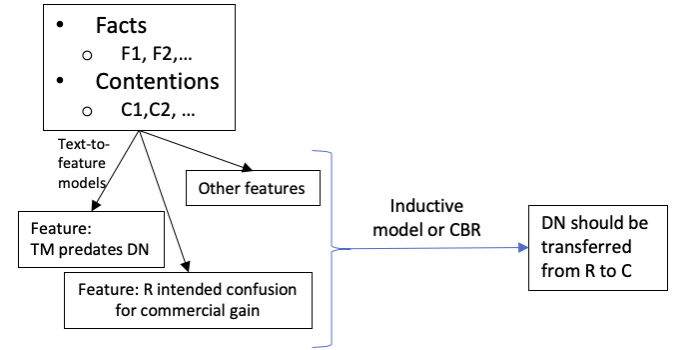 • Facts
o F1, F2,...
• Contentions
o C1,C2, ...
Text-to-
feature
models
Other features
Feature:
TM predates DN
Feature: R intended confusion
for commercial gain
Inductive
model or CBR
DN should be
transferred
from R to C